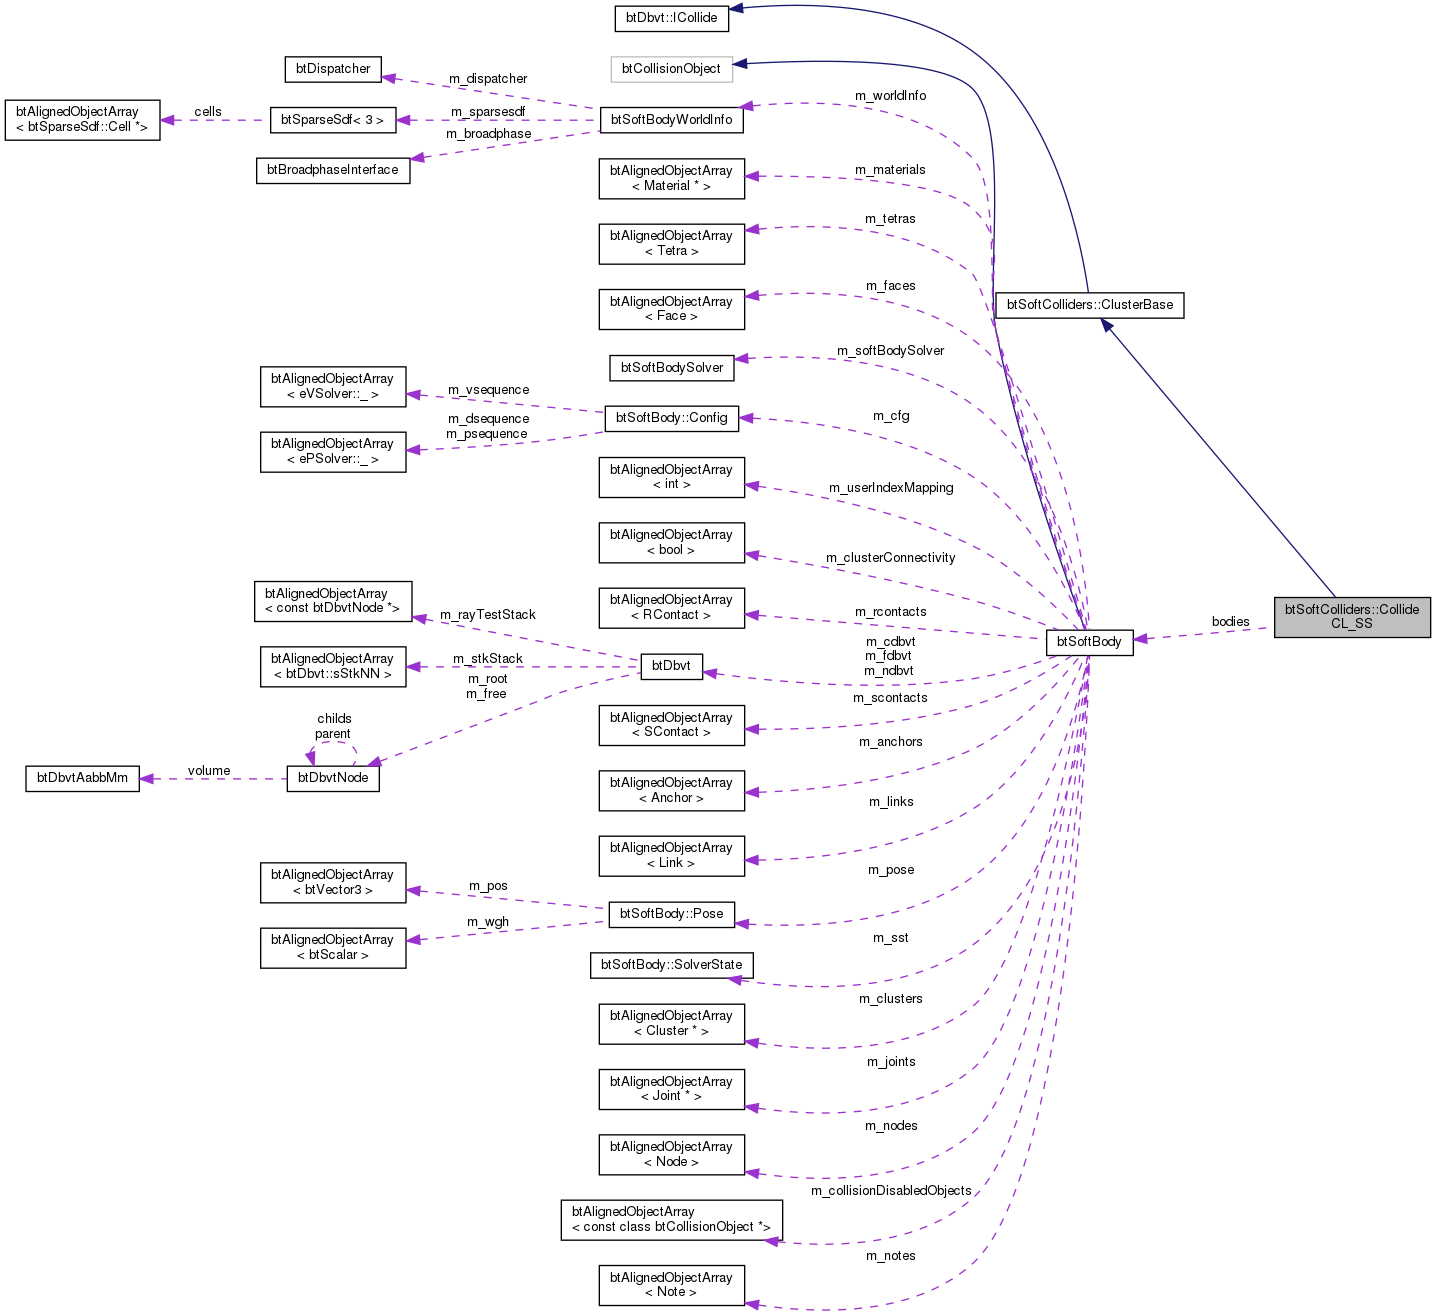 btDbvt::ICollide
btCollisionObject
btDispatcher
m_dispatcher
m_worldInfo
btAlignedObjectArray
< btSparseSdf::Cell *>
cells
btSparseSdf< 3 >
m_sparsesdf
btSoftBodyWorldInfo
m_broadphase
btBroadphaseInterface
btAlignedObjectArray
< Material * >
m_materials
btAlignedObjectArray
< Tetra >
m_tetras
btAlignedObjectArray
< Face >
m_faces
btSoftColliders::ClusterBase
btSoftBodySolver
m_softBodySolver
btAlignedObjectArray
< eVSolver::_ >
m_vsequence
m_dsequence
m_psequence
btSoftBody::Config
m_cfg
btAlignedObjectArray
< ePSolver::_ >
btAlignedObjectArray
< int >
m_userIndexMapping
btAlignedObjectArray
< bool >
m_clusterConnectivity
btAlignedObjectArray
< const btDbvtNode *>
m_rayTestStack
btAlignedObjectArray
< RContact >
m_rcontacts
btSoftColliders::Collide
CL_SS
bodies
btSoftBody
m_cdbvt
m_fdbvt
m_ndbvt
btAlignedObjectArray
< btDbvt::sStkNN >
m_stkStack
btDbvt
m_root
m_free
btAlignedObjectArray
< SContact >
m_scontacts
childs
parent
btDbvtAabbMm
volume
btDbvtNode
btAlignedObjectArray
< Anchor >
m_anchors
btAlignedObjectArray
< Link >
m_links
btAlignedObjectArray
< btVector3 >
m_pos
btSoftBody::Pose
m_pose
m_wgh
btAlignedObjectArray
< btScalar >
btSoftBody::SolverState
m_sst
btAlignedObjectArray
< Cluster * >
m_clusters
btAlignedObjectArray
< Joint * >
m_joints
btAlignedObjectArray
< Node >
m_nodes
btAlignedObjectArray
< const class btCollisionObject *>
m_collisionDisabledObjects
btAlignedObjectArray
< Note >
m_notes